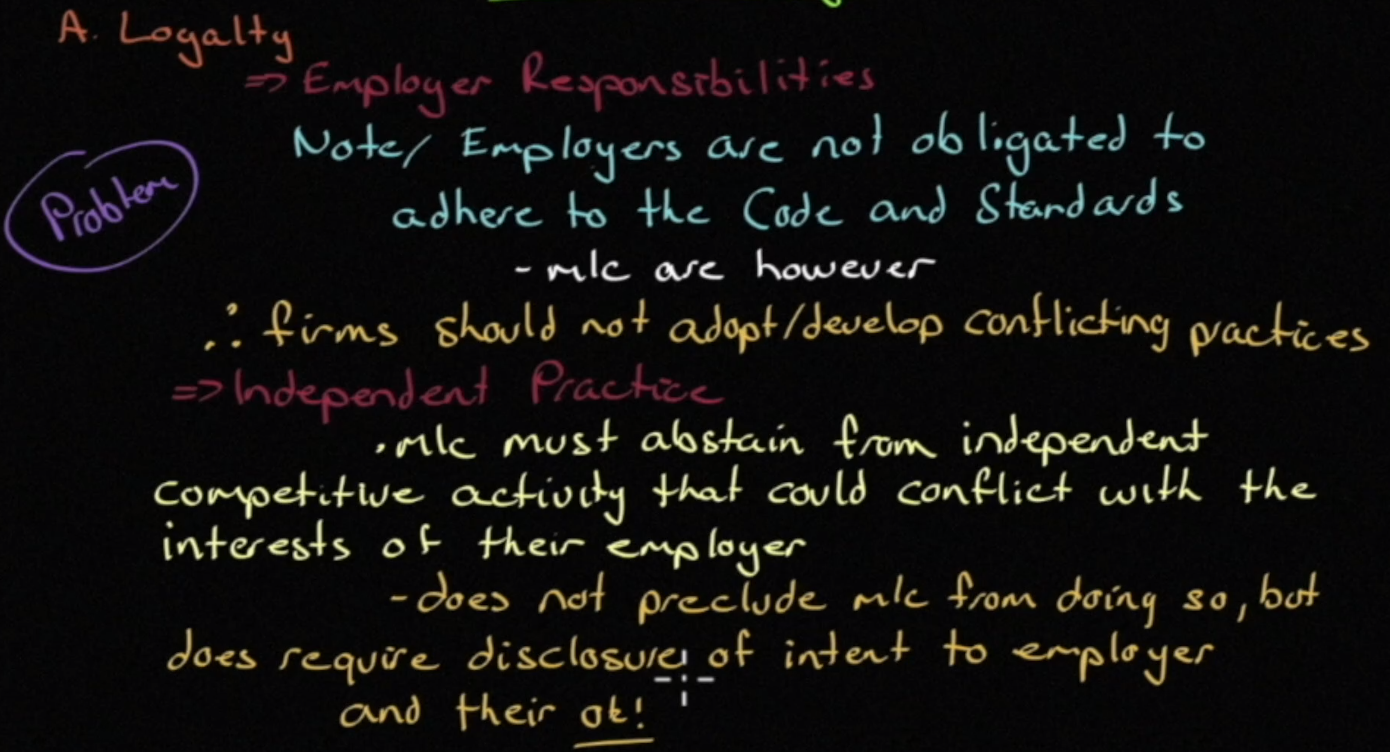 A. Loyalty
=> Employer Responsibilities
Note/ Employers are not obligated to
adhere to the Code and Standards
Problem
- m/c are however
∴ firms should not adopt/develop conflicting practices
=> Independent Practice
. m/c must abstain from independent
competitive activity that could conflict with the
interests of their employer
- does not preclude m/c from doing so, but
does require disclosure of intent to employer
and their ok!